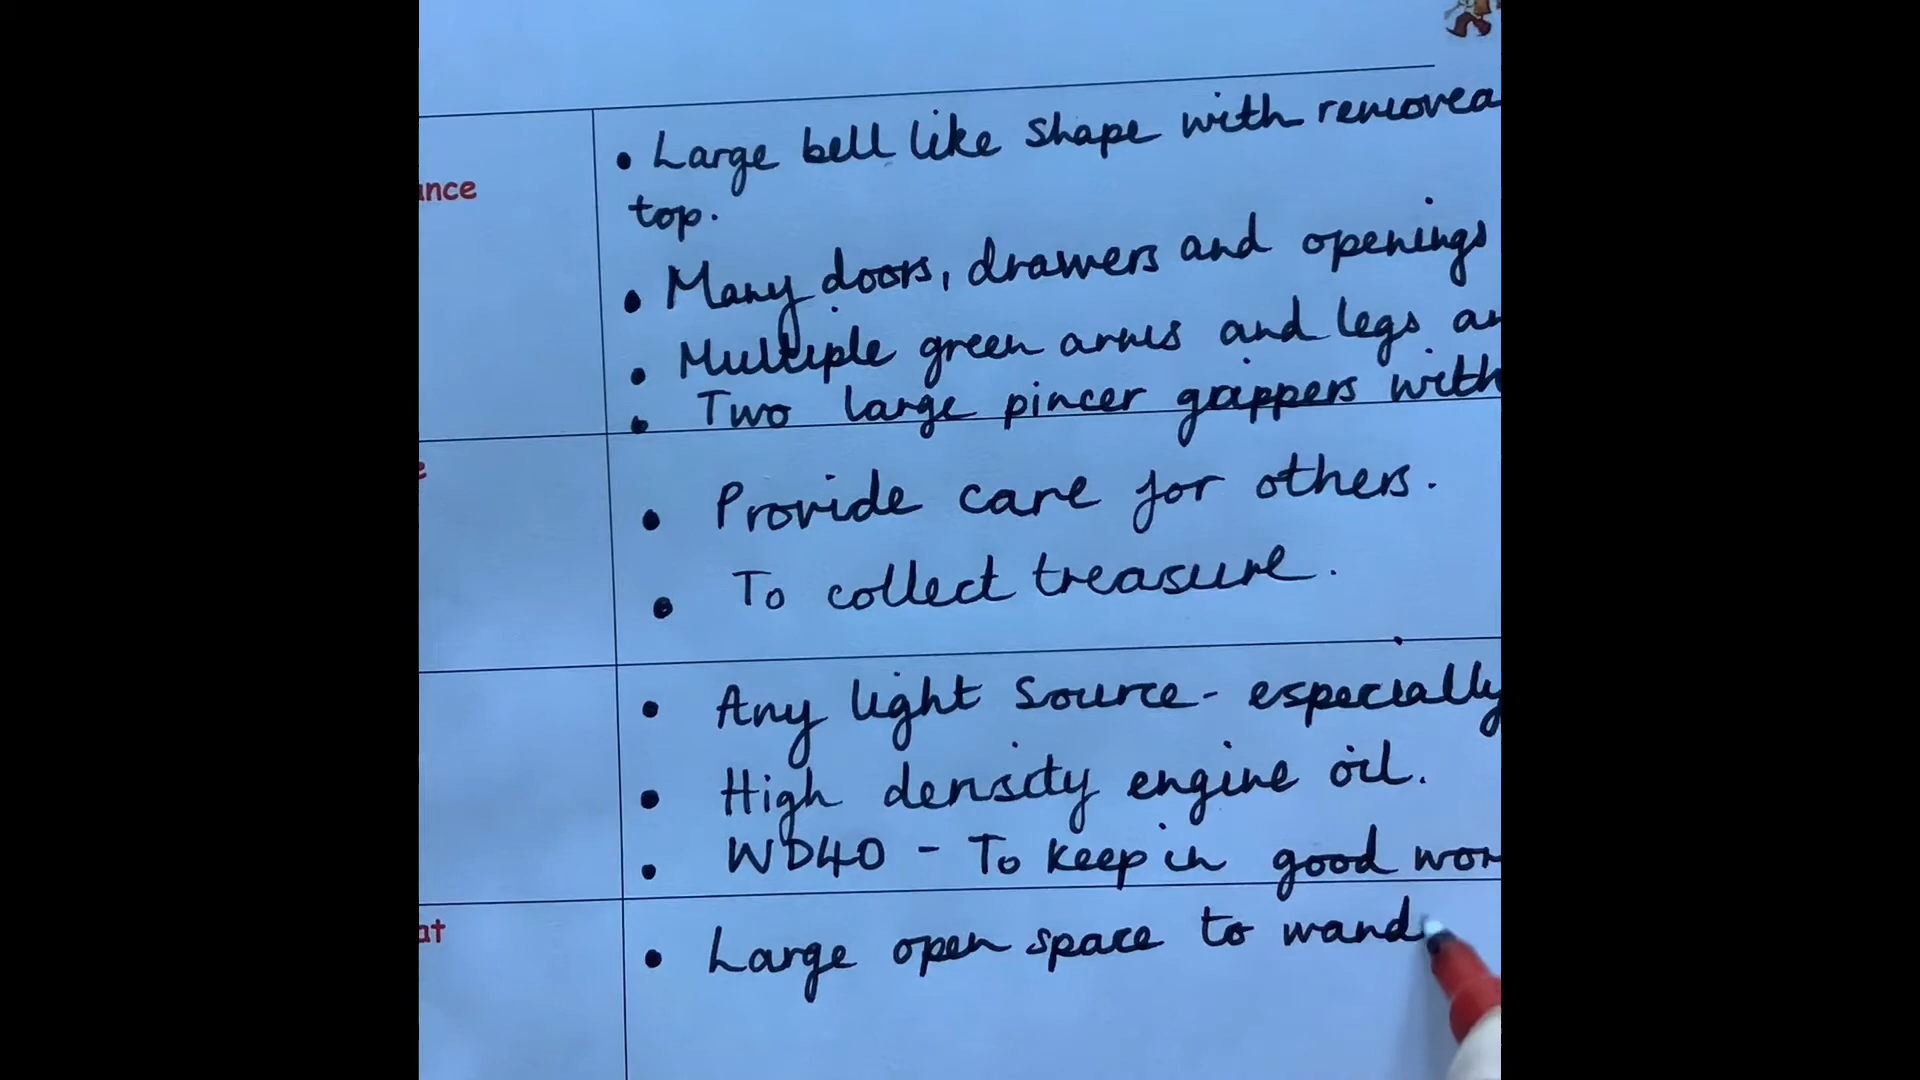 ance
• Large bell like shape with removea
top.
• Many doors, drawers and openings
• Multiple green arms and legs an
• Two large pincer grippers with
e
• Provide care for others.
• To collect treasure.
• Any light source - especially
• High density engine oil.
• WD40 - To keep in good wor
at
• Large open space to wand